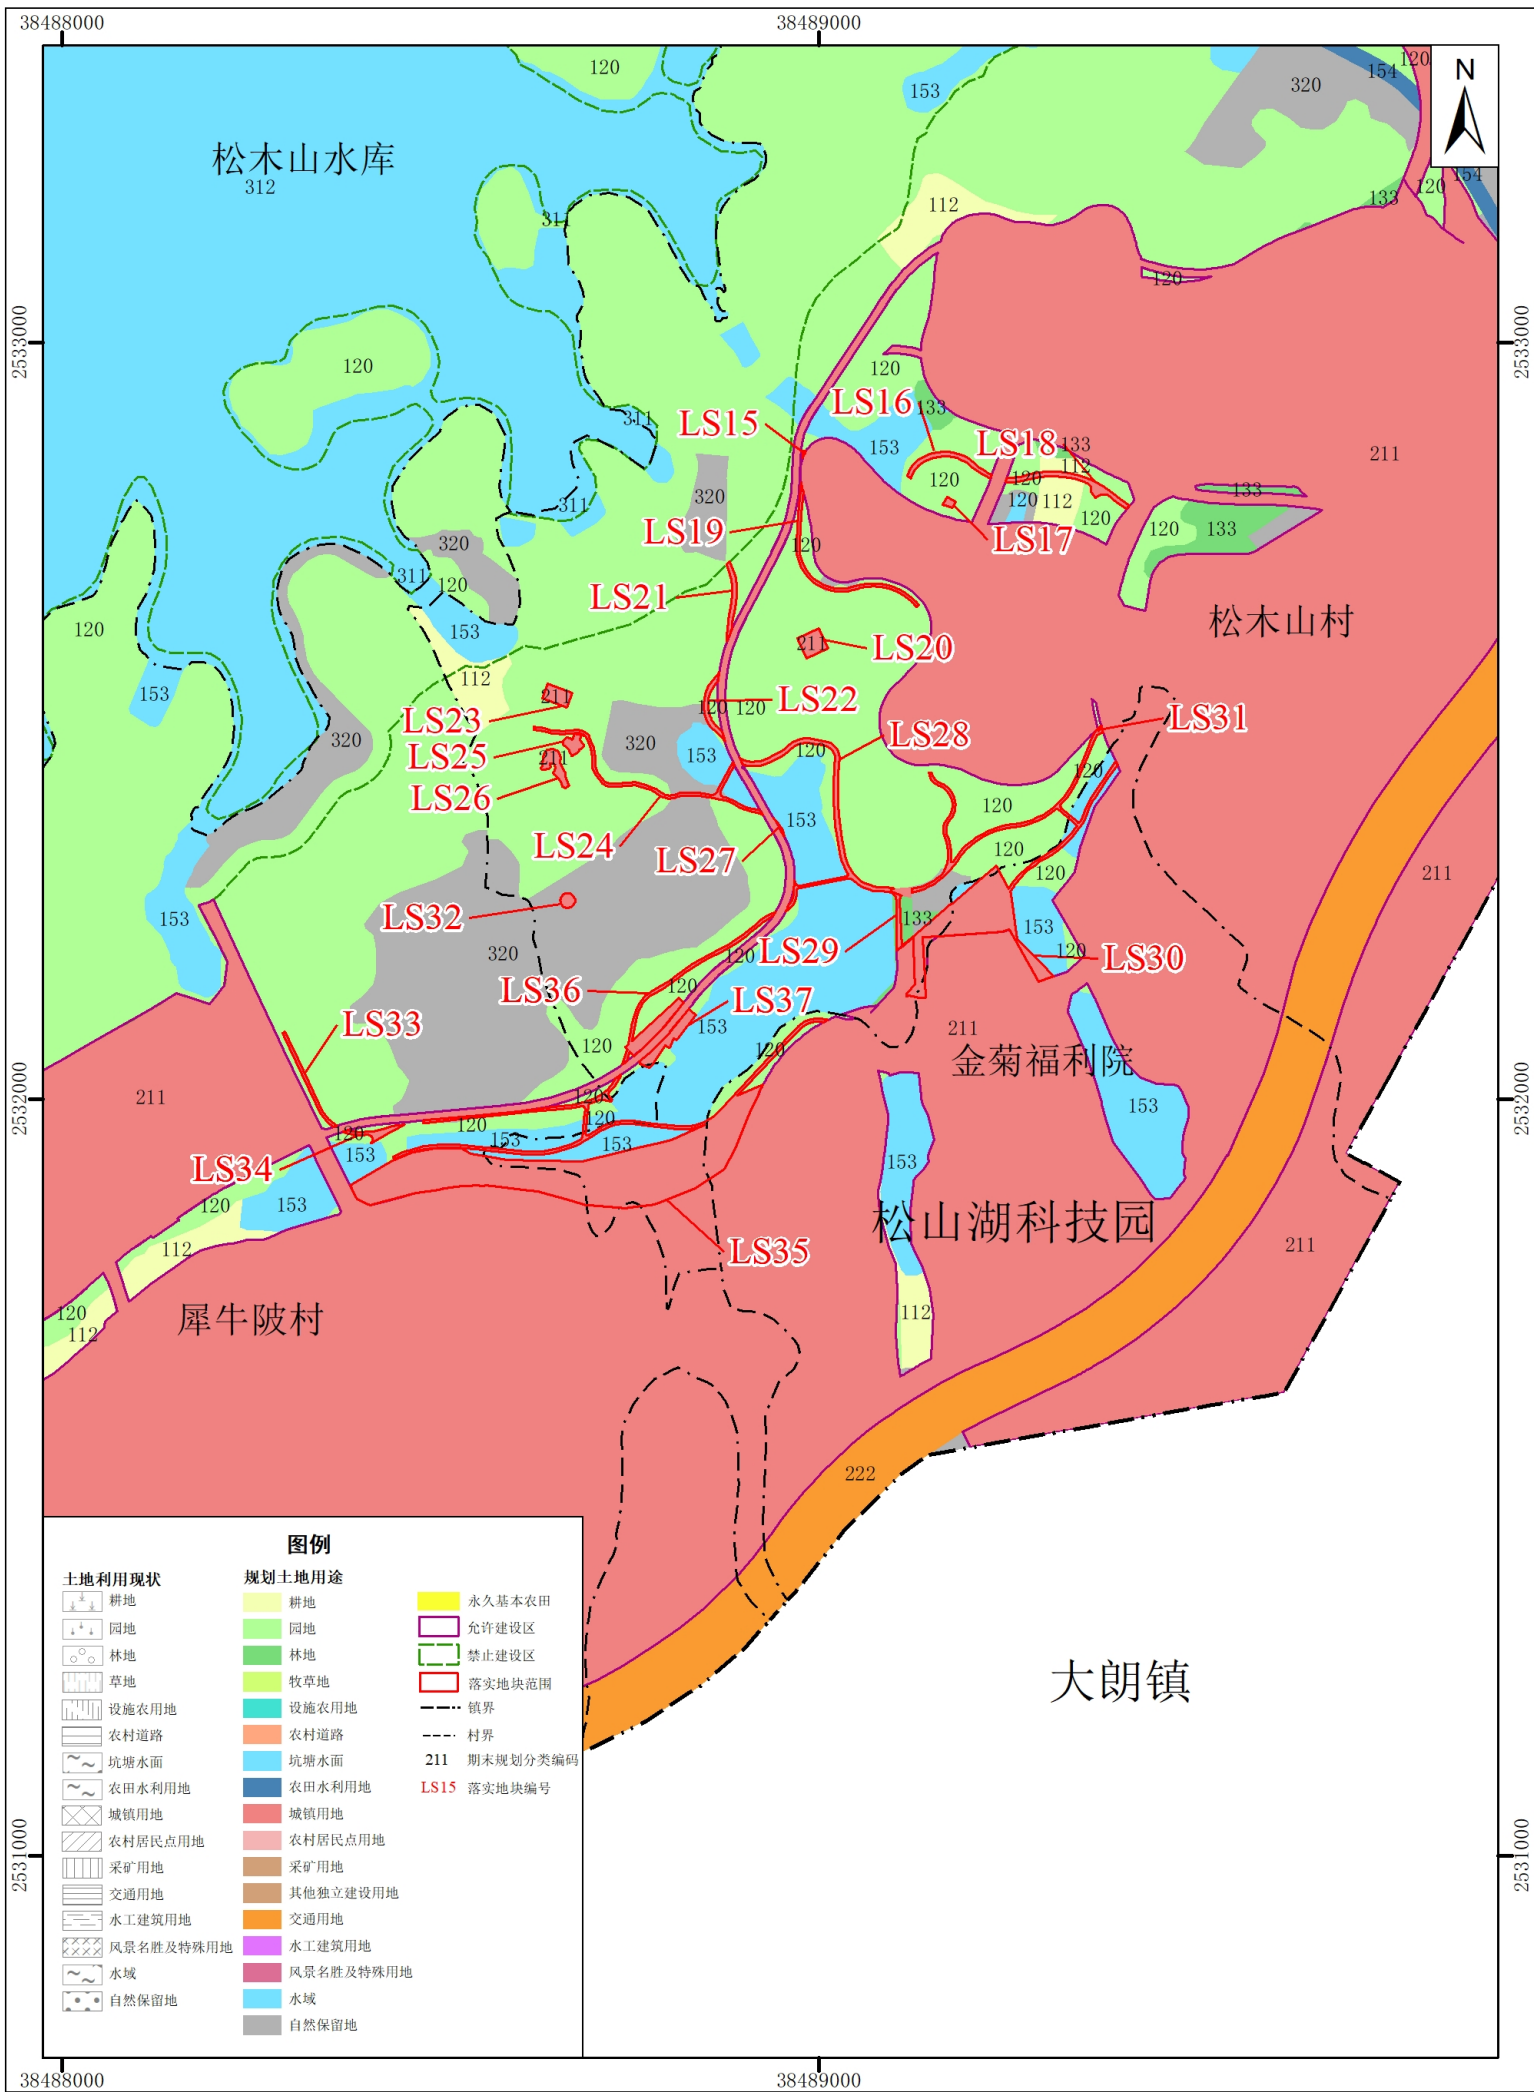 38488000
38489000
120
154
120
N
153
320
松木山水库
312
154
120
133
311
112
120
2533000
2533000
120
120
LS16
133
LS15
311
153
LS18
133
211
112
120
120
133
320
311
120
112
LS19
120
120
133
LS17
320
120
311
120
LS21
120
153
松木山村
211
LS20
112
153
211
LS23
120
120
LS22
LS31
320
LS28
320
LS25
153
120
211
120
LS26
120
153
LS24
120
LS27
120
211
LS32
153
133
153
320
120
LS29
120
LS30
LS36
120
LS37
153
211
LS33
120
120
金菊福利院
2532000
2532000
211
120
153
120
120
120
120
153
153
153
153
LS34
120
153
松山湖科技园
LS35
112
211
120
112
犀牛陂村
112
222
图例
土地利用现状
规划土地用途
耕地
耕地
永久基本农田
园地
园地
允许建设区
林地
林地
禁止建设区
草地
牧草地
落实地块范围
设施农用地
设施农用地
镇界
农村道路
农村道路
村界
坑塘水面
坑塘水面
211
期末规划分类编码
农田水利用地
农田水利用地
LS15
落实地块编号
城镇用地
城镇用地
农村居民点用地
农村居民点用地
采矿用地
采矿用地
交通用地
其他独立建设用地
水工建筑用地
交通用地
风景名胜及特殊用地
水工建筑用地
水域
风景名胜及特殊用地
自然保留地
水域
自然保留地
大朗镇
2531000
2531000
38488000
38489000